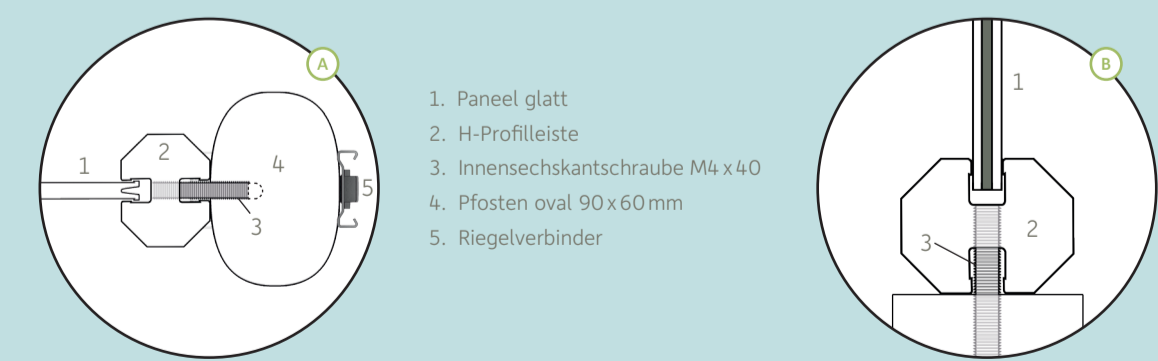 A
1
2
4
5
3
1. Paneel glatt
2. H-Profilleiste
3. Innensechskantschraube M4 x 40
4. Pfosten oval 90 x 60 mm
5. Riegelverbinder
B
1
2
3